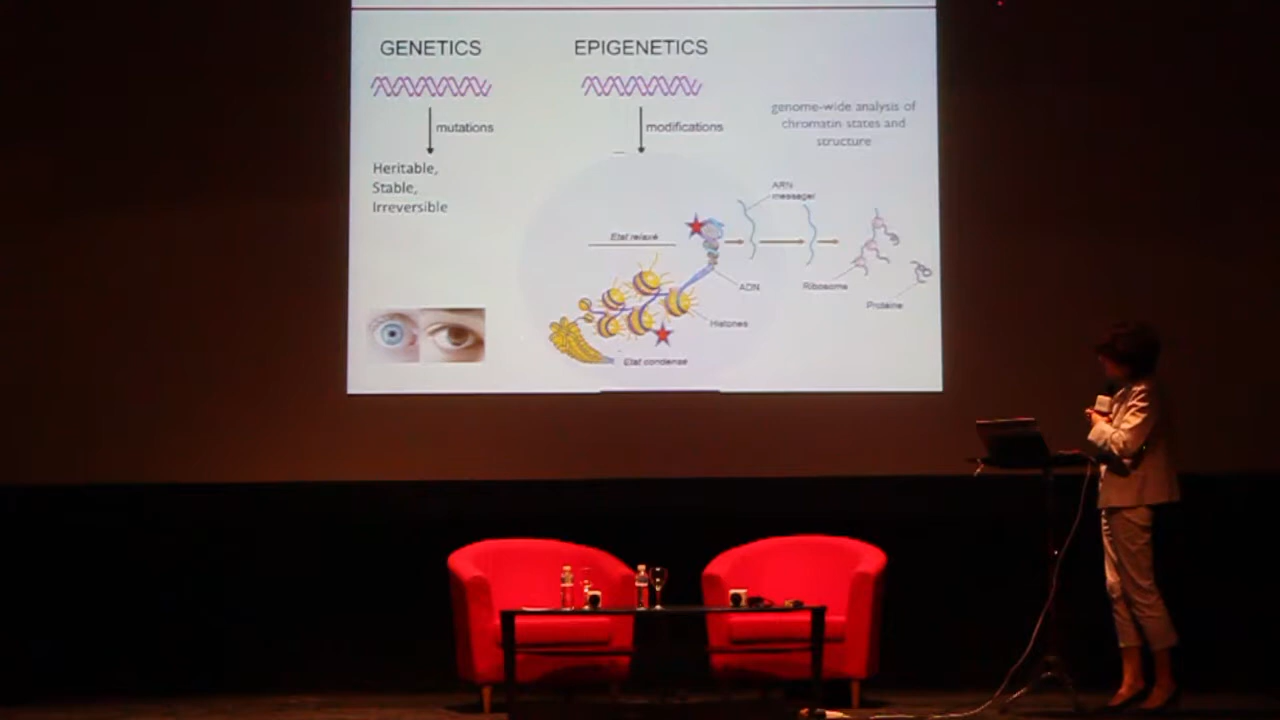 GENETICS
EPIGENETICS
mutations
modifications
genome-wide analysis of
chromatin states and
structure
Heritable,
Stable,
Irreversible
ARN
messager
Etat relaxé
ADN
Ribosome
Protéine
Histones
Etat condensé